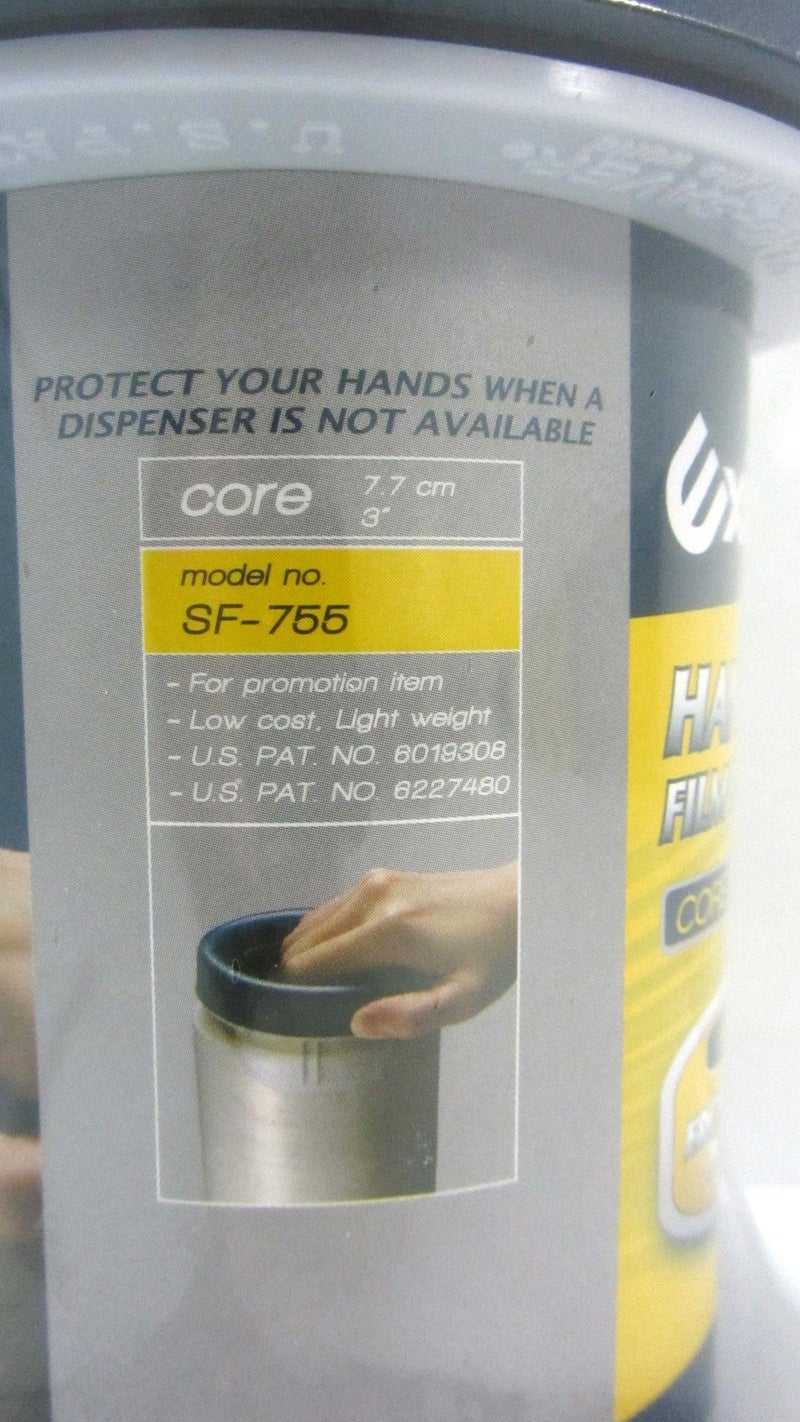 PROTECT YOUR HANDS WHEN A
DISPENSER IS NOT AVAILABLE
core
7.7 cm
3"
model no.
SF-755
- For promotion item
- Low cost, Light weight
- U.S. PAT. NO. 6019308
- U.S. PAT. NO. 6227480